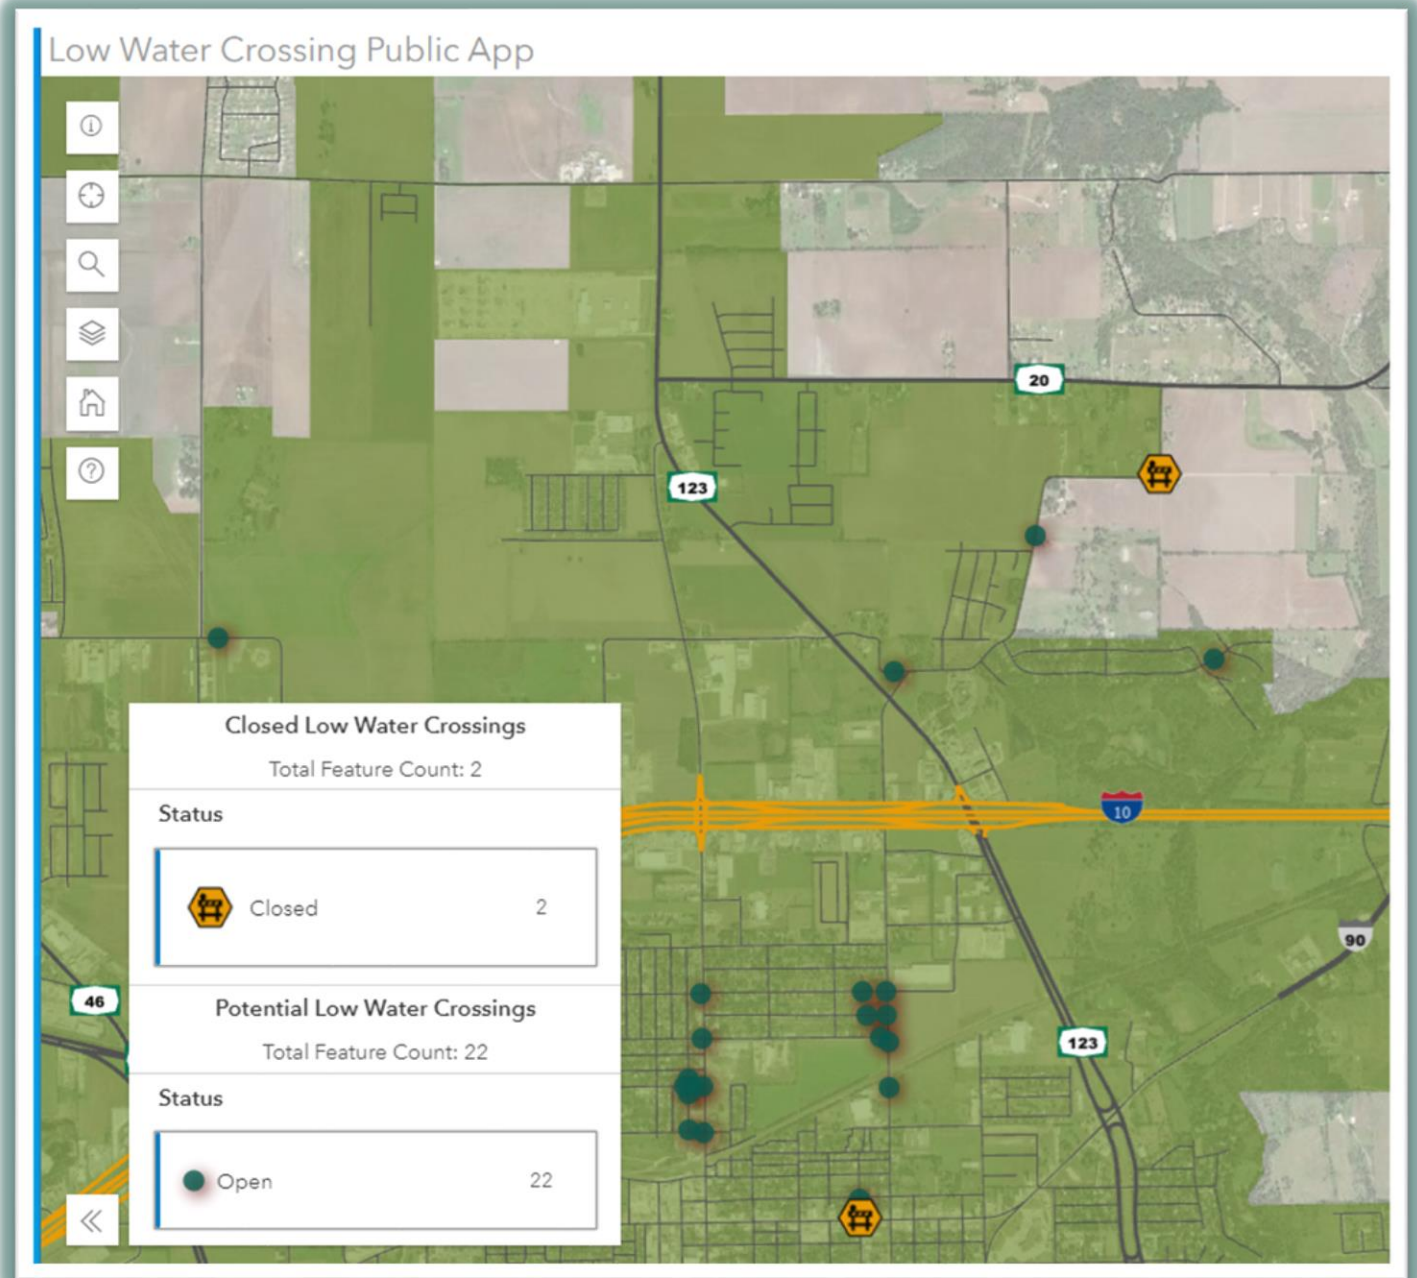 Low Water Crossing Public App
20
123
Closed Low Water Crossings
Total Feature Count: 2
Status
10
Closed 2
90
Potential Low Water Crossings
46
Total Feature Count: 22
123
Status
Open 22